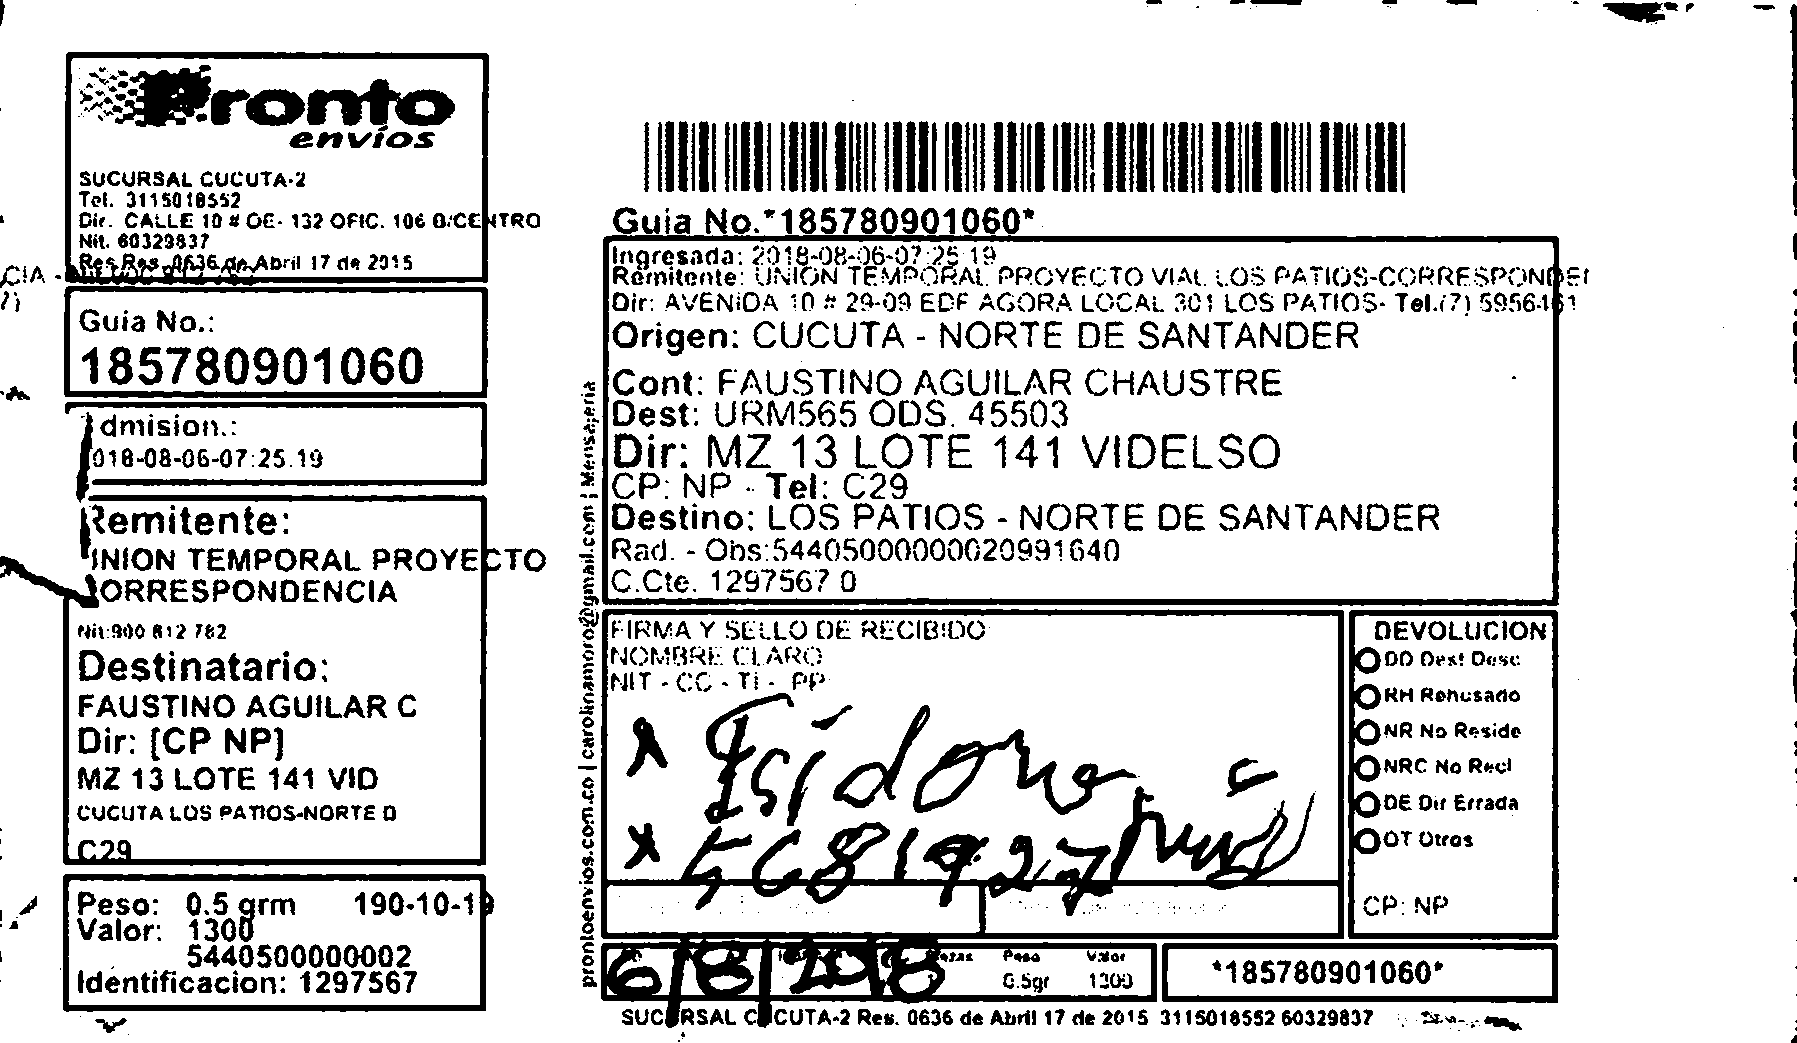 Pronto
envíos
SUCURSAL CUCUTA-2
Tel. 3115018552
Dir. CALLE 10 # OE- 132 OFIC. 106 B/CENTRO
Nit. 60329837
Res Res. 0636 de Abril 17 de 2015
CIA -
Guia No.:
185780901060
dmision.:
018-08-06-07:25.19
Remitente:
NION TEMPORAL PROYECTO
ORRESPONDENCIA
Nit:900 812 782
Destinatario:
FAUSTINO AGUILAR C
Dir: [CP NP]
MZ 13 LOTE 141 VID
CUCUTA LOS PATIOS-NORTE D
C29
Peso: 0.5 grm 190-10-19
Valor: 1300
5440500000002
Identificacion: 1297567
Guia No.*185780901060*
Ingresada: 2018-08-06-07:25:19
Remitente: UNION TEMPORAL PROYECTO VIAL LOS PATIOS-CORRESPONDEI
Dir: AVENIDA 10 # 29-09 EDF AGORA LOCAL 301 LOS PATIOS- Tel.(7) 5956461
Origen: CUCUTA - NORTE DE SANTANDER
Cont: FAUSTINO AGUILAR CHAUSTRE
Dest: URM565 ODS. 45503
Dir: MZ 13 LOTE 141 VIDELSO
CP: NP - Tel: C29
Destino: LOS PATIOS - NORTE DE SANTANDER
Rad. - Obs:54405000000020991640
C.Cte. 1297567 0
prontoenvios.com.co | carolinamoro@gmail.com | Mensajeria
FIRMA Y SELLO DE RECIBIDO
NOMBRE CLARO
NIT - CC - TI - PP
x Isidoro
x 5681927
DEVOLUCION
DD Dest Desc
RH Rehusado
NR No Reside
NRC No Recl
DE Dir Errada
OT Otros
CP: NP
6/8/2018
Peso Valor
0.5gr 1300
*185780901060*
SUCURSAL CUCUTA-2 Res. 0636 de Abril 17 de 2015 3115018552 60329837